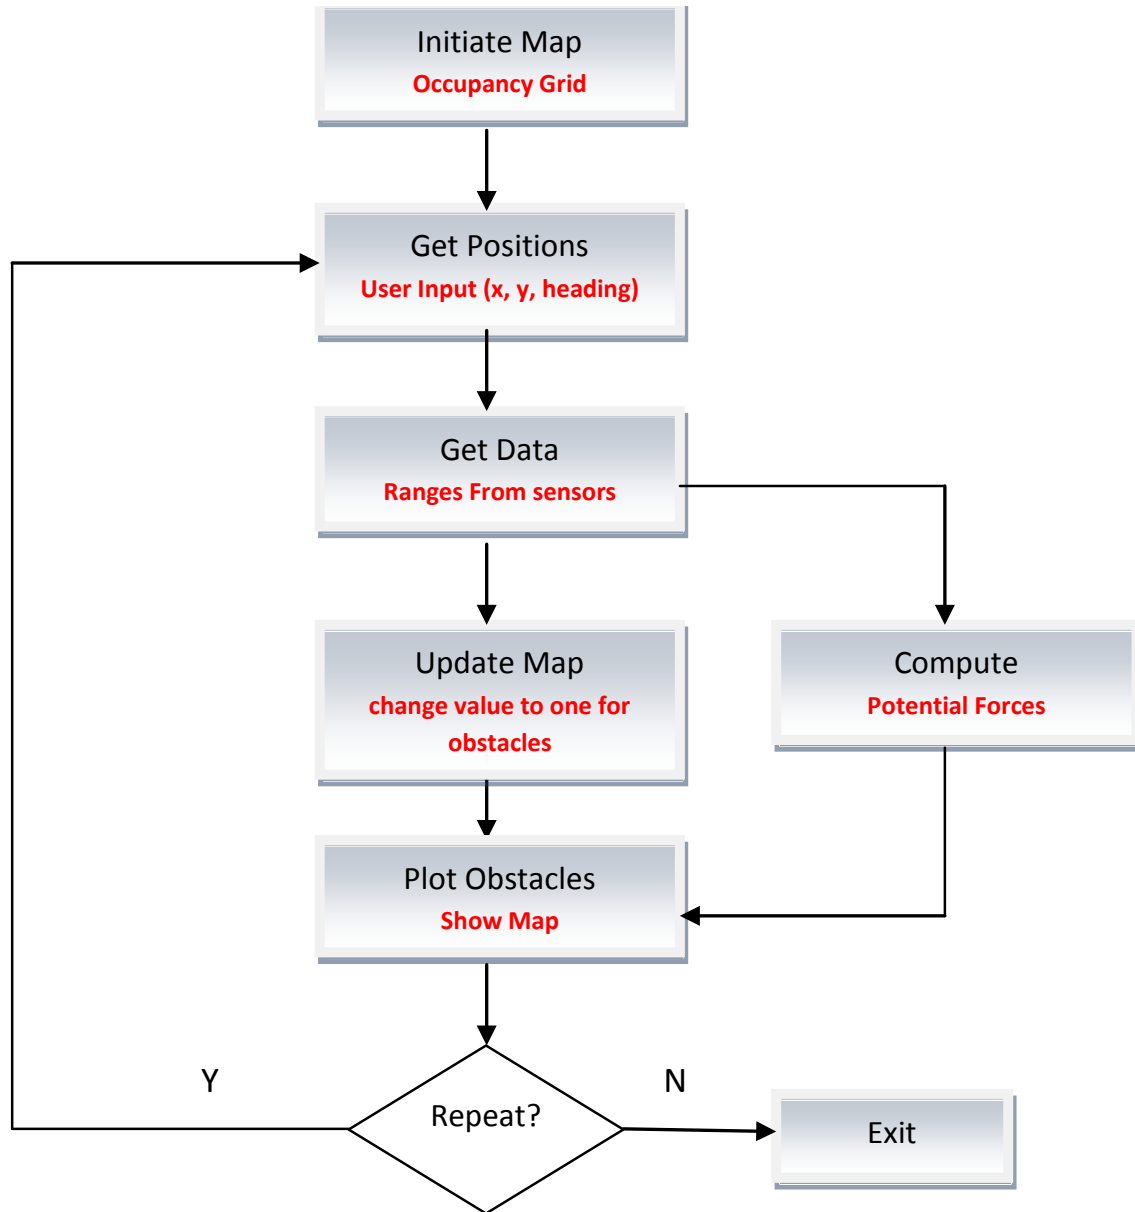 Initiate Map
Occupancy Grid
Get Positions
User Input (x, y, heading)
Get Data
Ranges From sensors
Update Map
change value to one for
obstacles
Compute
Potential Forces
Plot Obstacles
Show Map
Y
N
Repeat?
Exit